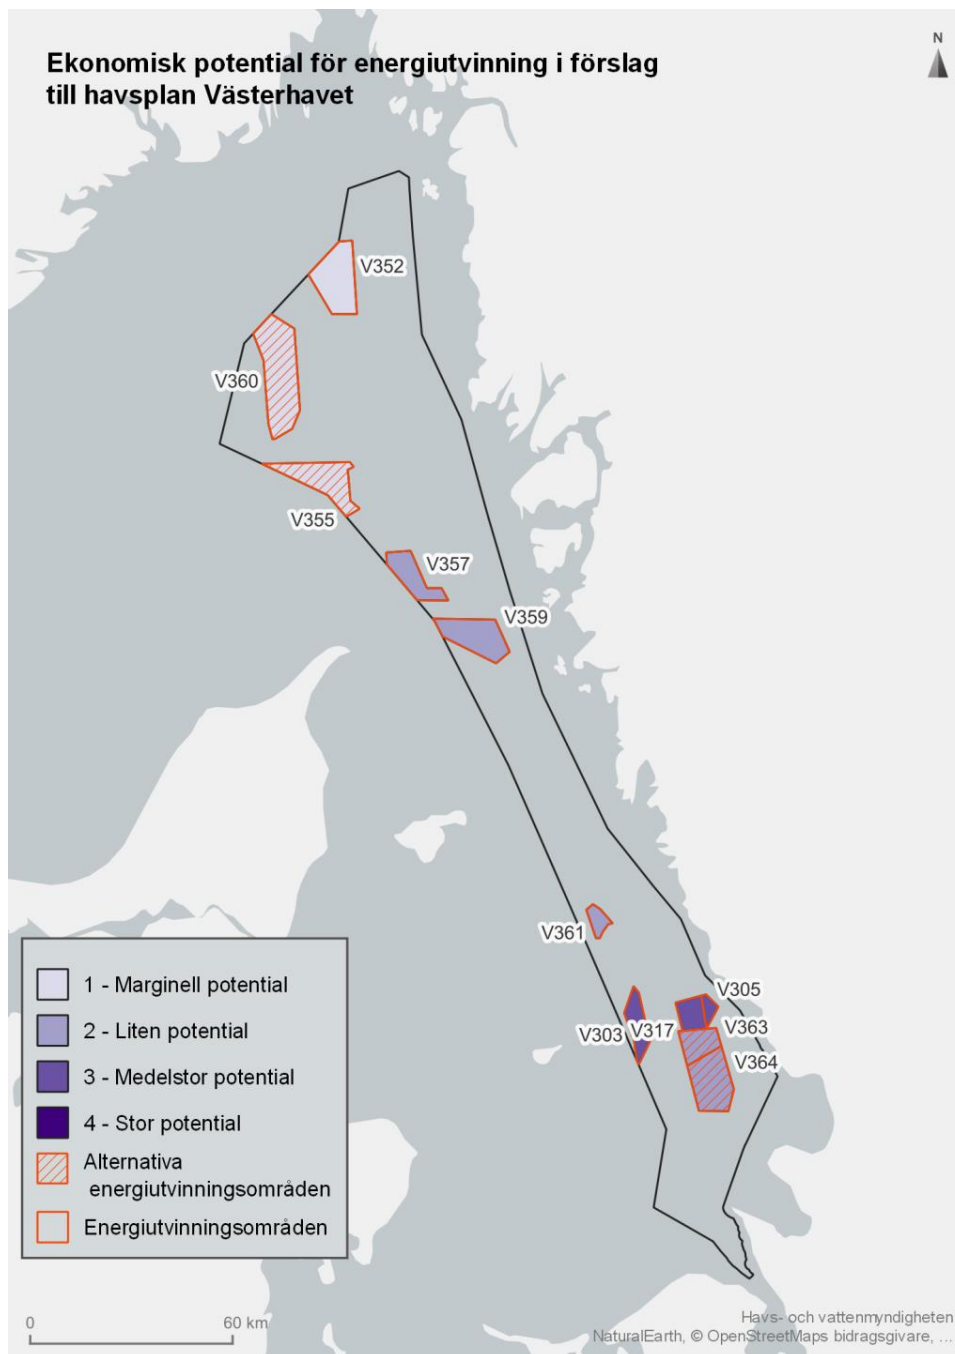 Ekonomisk potential för energiutvinning i förslag
till havsplan Västerhavet
N
V352
V360
V355
V357
V359
V361
V305
V303
V317
V363
V364
1 - Marginell potential
2 - Liten potential
3 - Medelstor potential
4 - Stor potential
Alternativa
energiutvinningsområden
Energiutvinningsområden
0
60 km
Havs- och vattenmyndigheten
NaturalEarth, © OpenStreetMaps bidragsgivare, ...